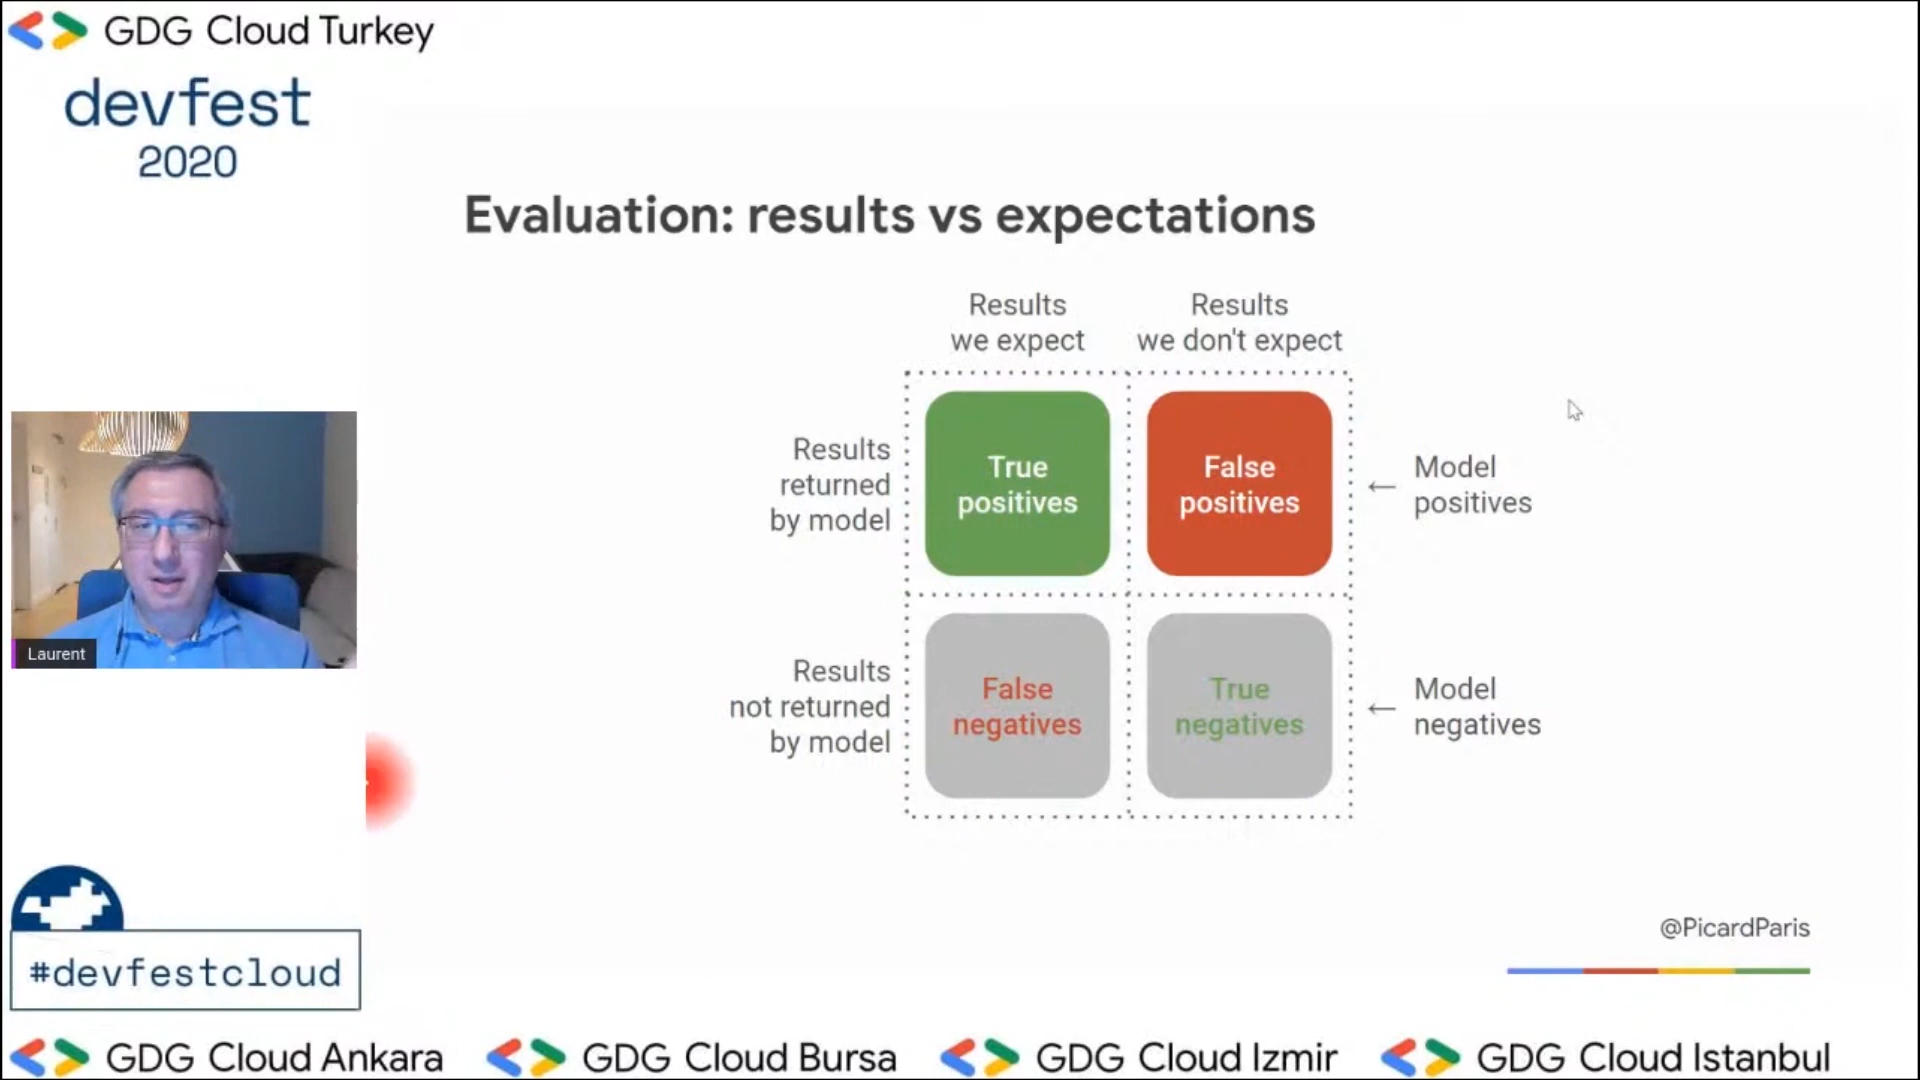 GDG Cloud Turkey
devfest
2020
Evaluation: results vs expectations
Results
we expect
Results
we don't expect
Results
returned
by model
True
positives
False
positives
← Model
positives
Results
not returned
by model
False
negatives
True
negatives
← Model
negatives
Laurent
@PicardParis
#devfestcloud
GDG Cloud Ankara
GDG Cloud Bursa
GDG Cloud Izmir
GDG Cloud Istanbul